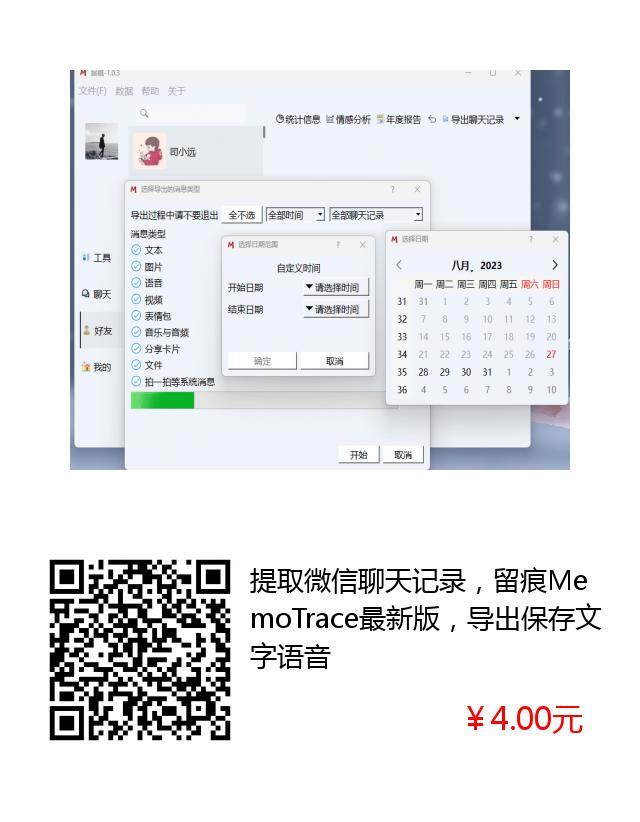 留痕-1.0.3
文件(F) 数据 帮助 关于
统计信息 情感分析 年度报告 导出聊天记录
司小远
选择导出的消息类型
导出过程中请不要退出 全不选 全部时间 全部聊天记录
消息类型
文本
图片
语音
视频
表情包
音乐与音频
分享卡片
文件
拍一拍等系统消息
开始 取消
工具
聊天
好友
我的
选择日期范围
自定义时间
开始日期 请选择时间
结束日期 请选择时间
确定 取消
选择日期
八月, 2023
周一 周二 周三 周四 周五 周六 周日
31 31 1 2 3 4 5 6
32 7 8 9 10 11 12 13
33 14 15 16 17 18 19 20
34 21 22 23 24 25 26 27
35 28 29 30 31 1 2 3
36 4 5 6 7 8 9 10
提取微信聊天记录，留痕Me
moTrace最新版，导出保存文
字语音
￥4.00元